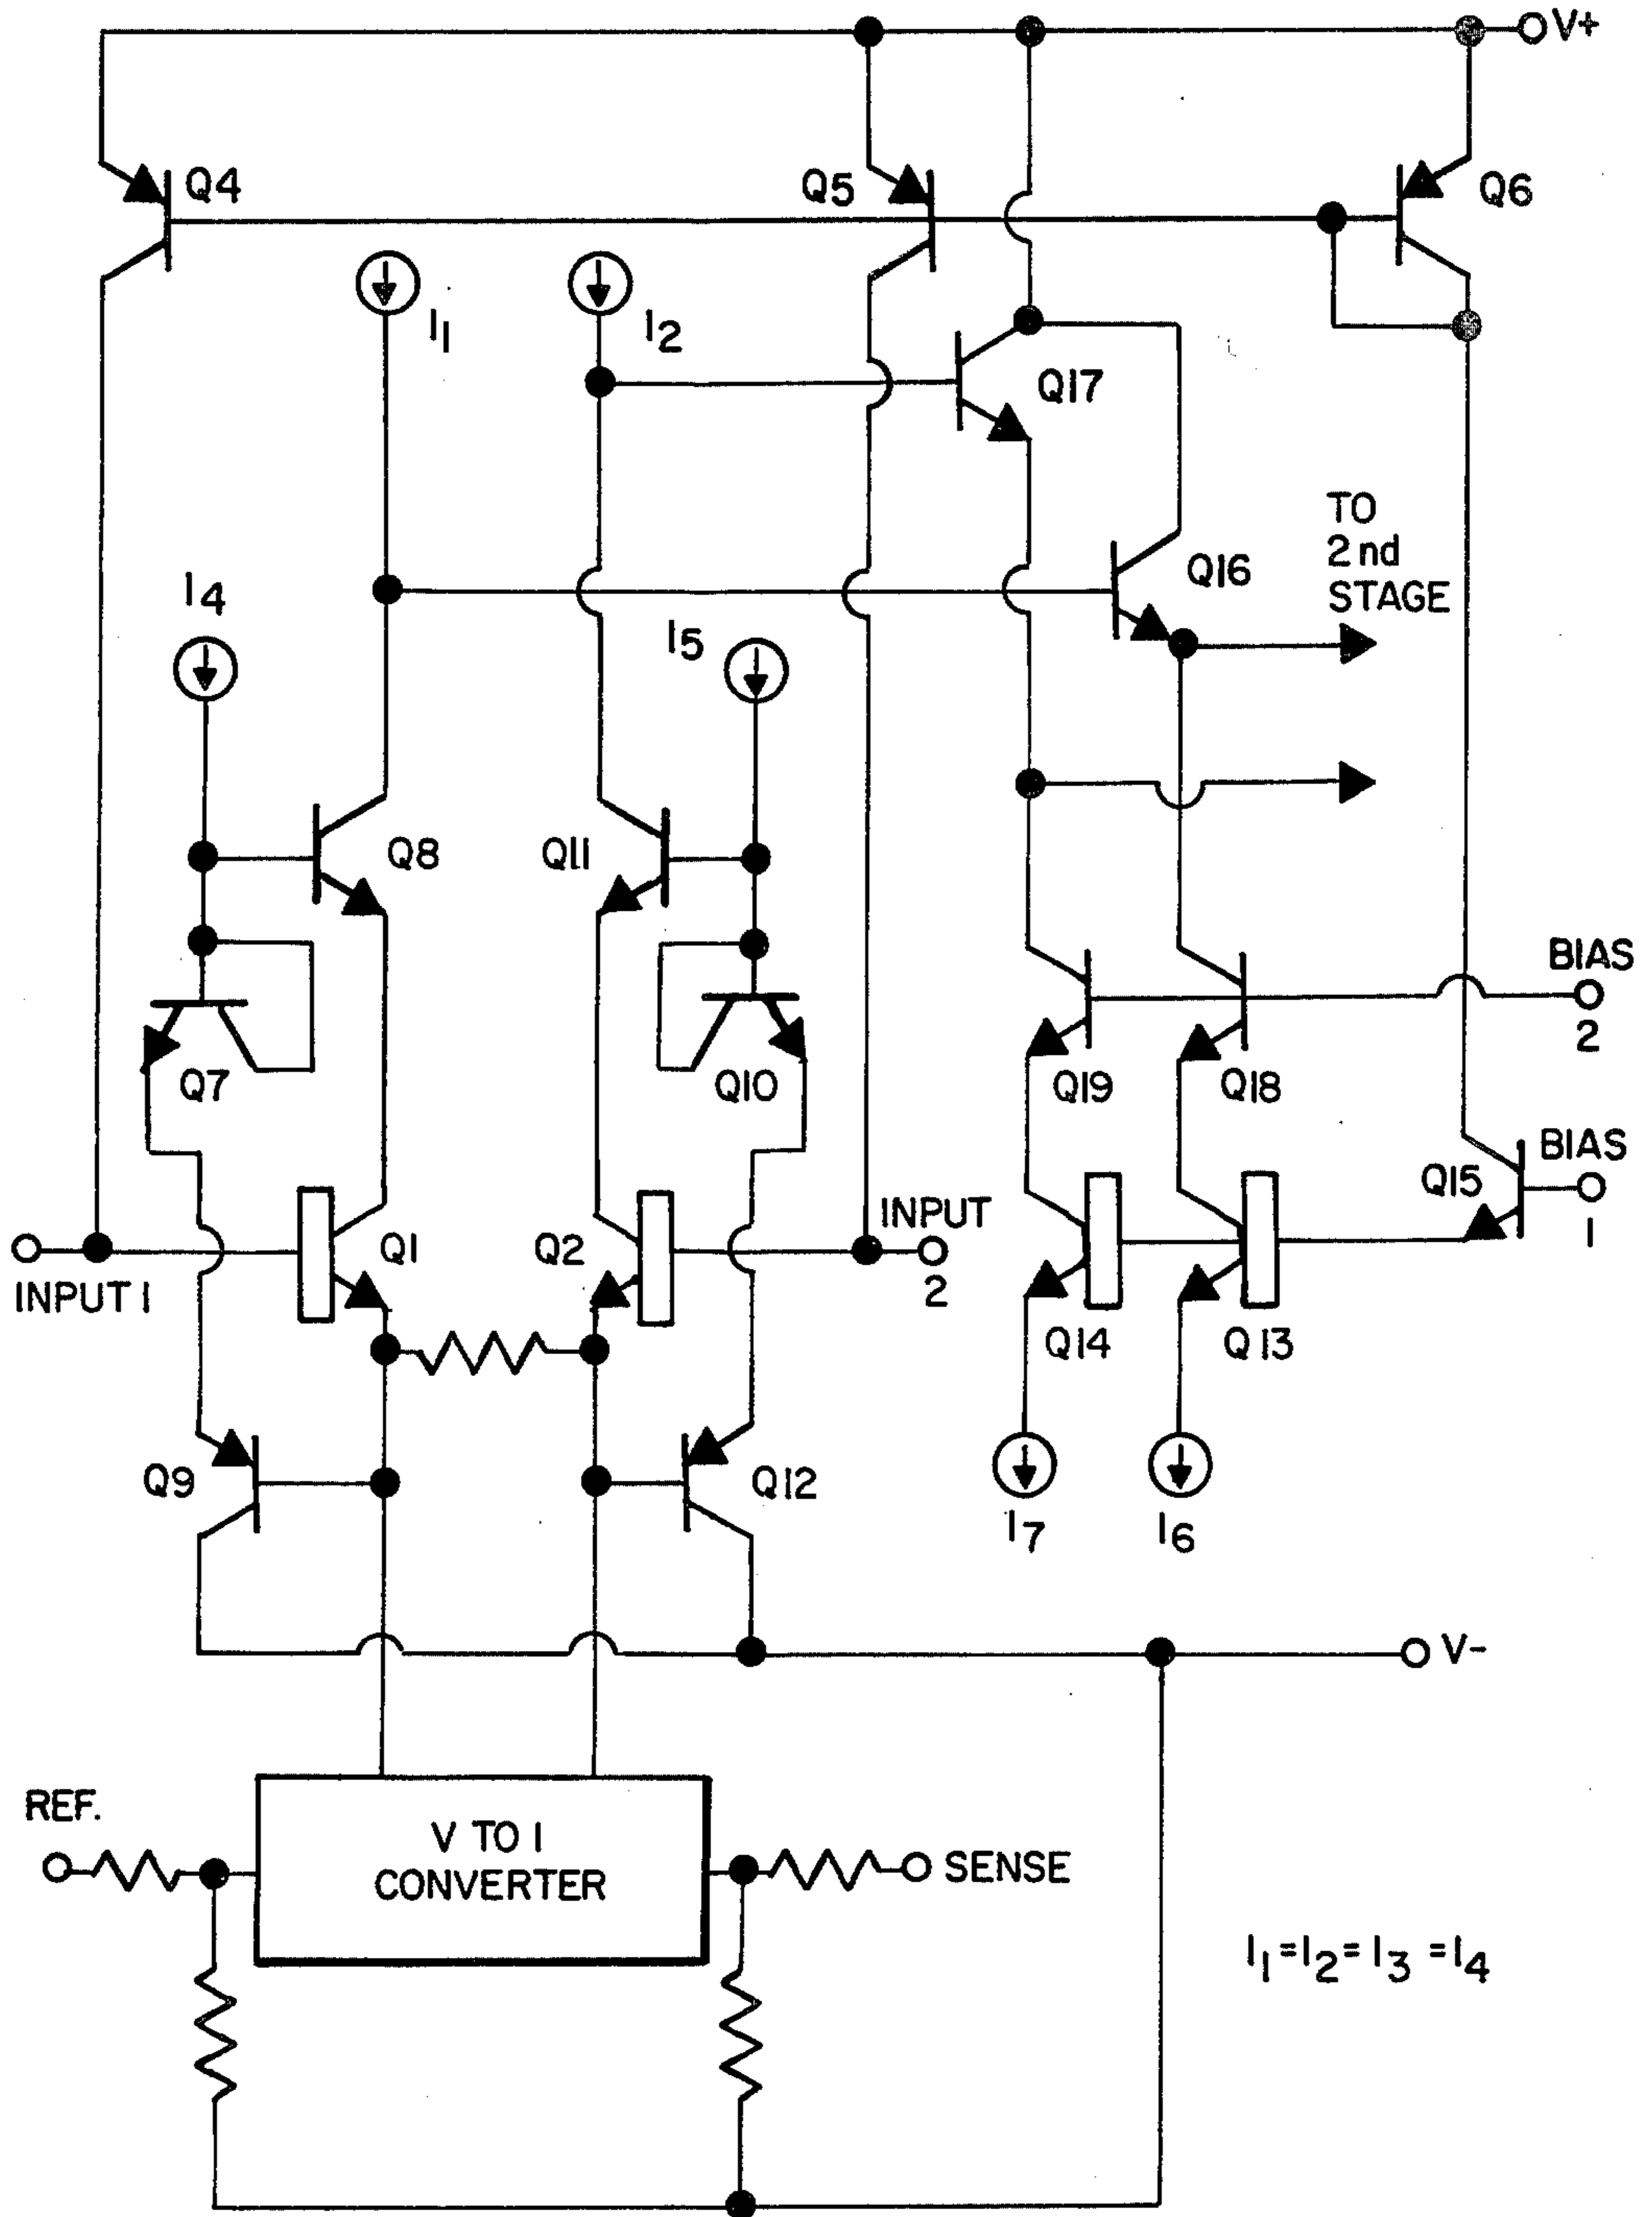 V+
Q4
Q5
Q6
I1
I2
Q17
TO
2nd
STAGE
Q16
I4
I5
Q8
Q11
BIAS
2
Q7
Q10
Q19
Q18
BIAS
1
Q15
INPUT 1
Q1
Q2
INPUT
2
Q14
Q13
Q9
Q12
I7
I6
V-
REF.
V TO I
CONVERTER
SENSE
I1=I2=I3=I4